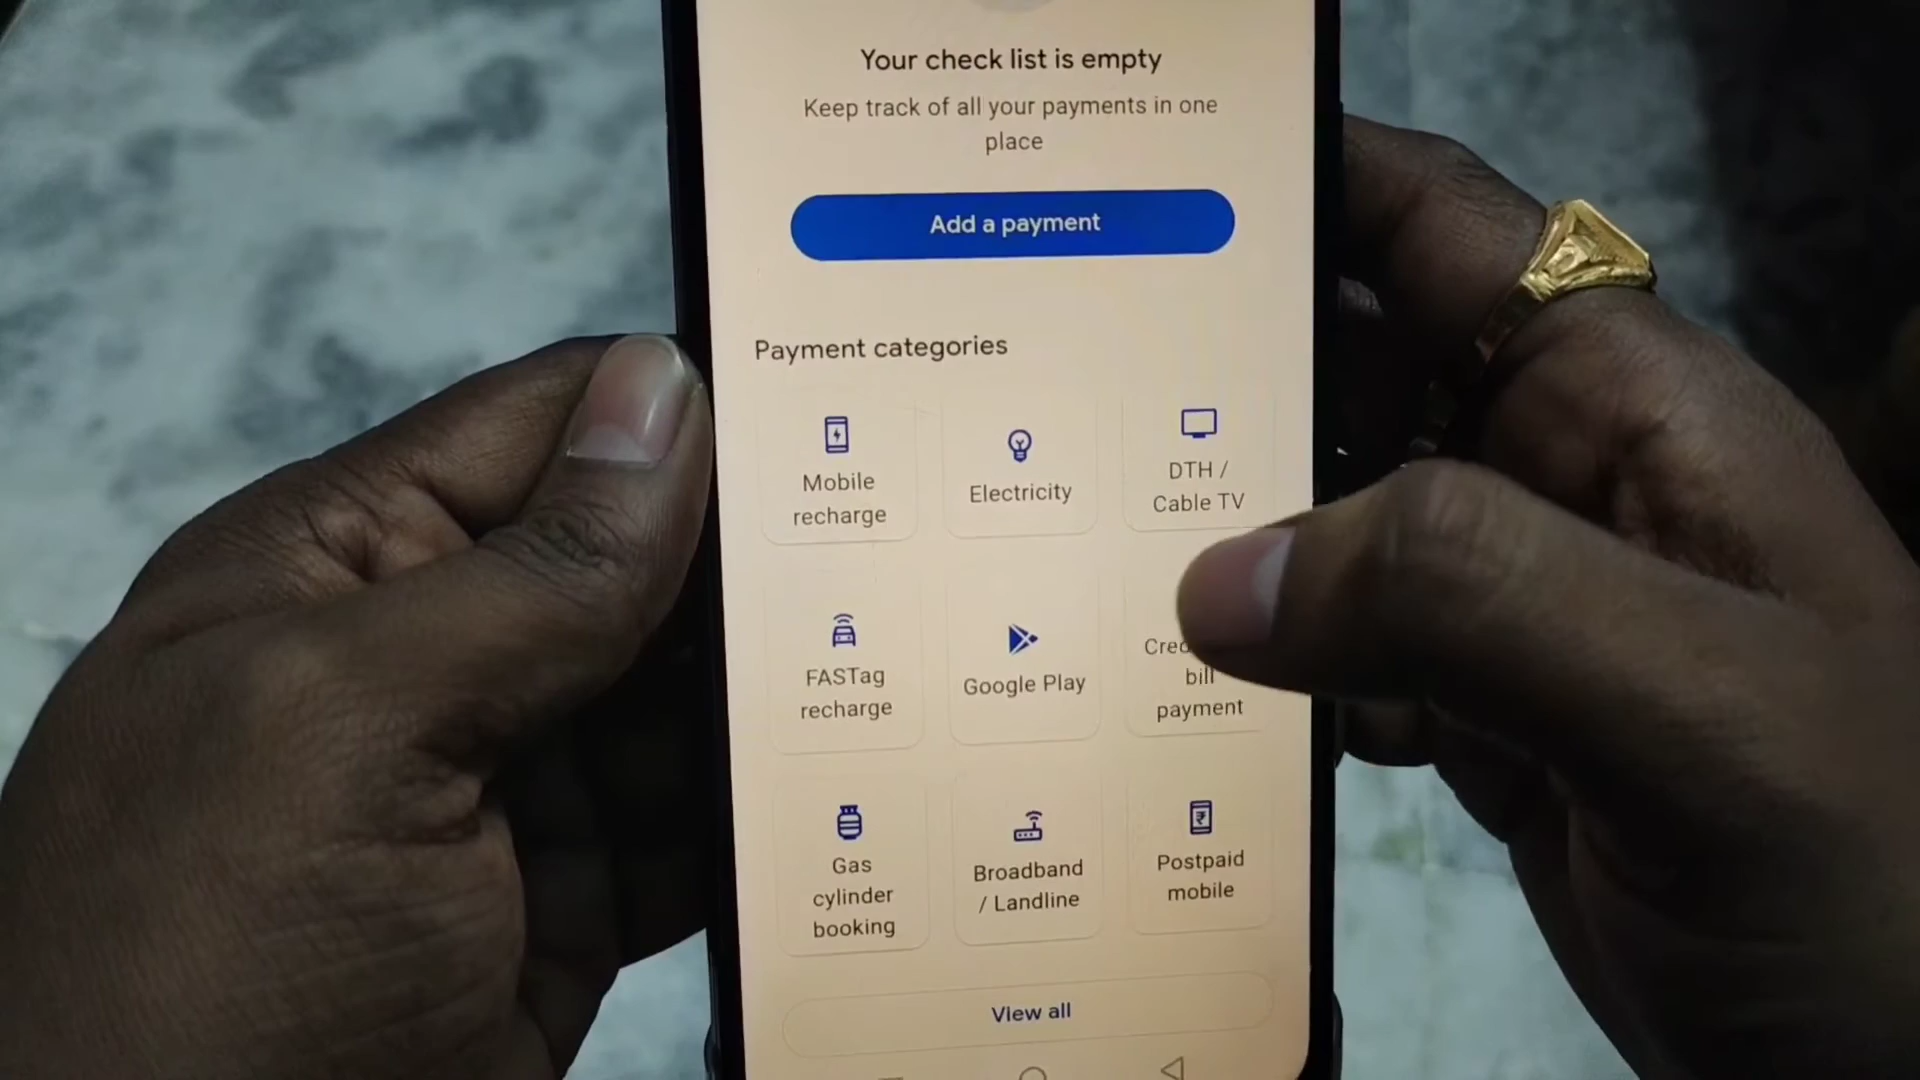 Your check list is empty
Keep track of all your payments in one
place
Add a payment
Payment categories
Mobile
recharge
Electricity
DTH /
Cable TV
FASTag
recharge
Google Play
bill
payment
Gas
cylinder
booking
Broadband
/ Landline
Postpaid
mobile
View all